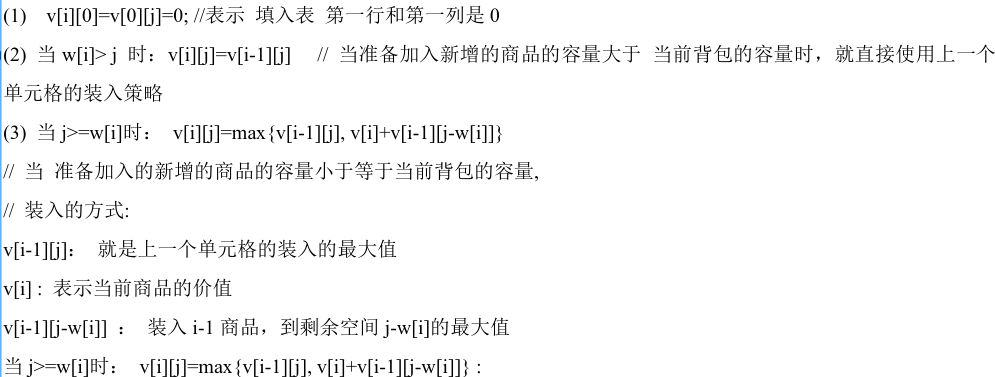 (1) v[i][0]=v[0][j]=0; //表示 填入表 第一行和第一列是 0
(2) 当 w[i]> j 时：v[i][j]=v[i-1][j] // 当准备加入新增的商品的容量大于 当前背包的容量时，就直接使用上一个
单元格的装入策略
(3) 当 j>=w[i]时： v[i][j]=max{v[i-1][j], v[i]+v[i-1][j-w[i]]}
// 当 准备加入的新增的商品的容量小于等于当前背包的容量,
// 装入的方式:
v[i-1][j]： 就是上一个单元格的装入的最大值
v[i] : 表示当前商品的价值
v[i-1][j-w[i]] ： 装入 i-1 商品，到剩余空间 j-w[i]的最大值
当 j>=w[i]时： v[i][j]=max{v[i-1][j], v[i]+v[i-1][j-w[i]]} :